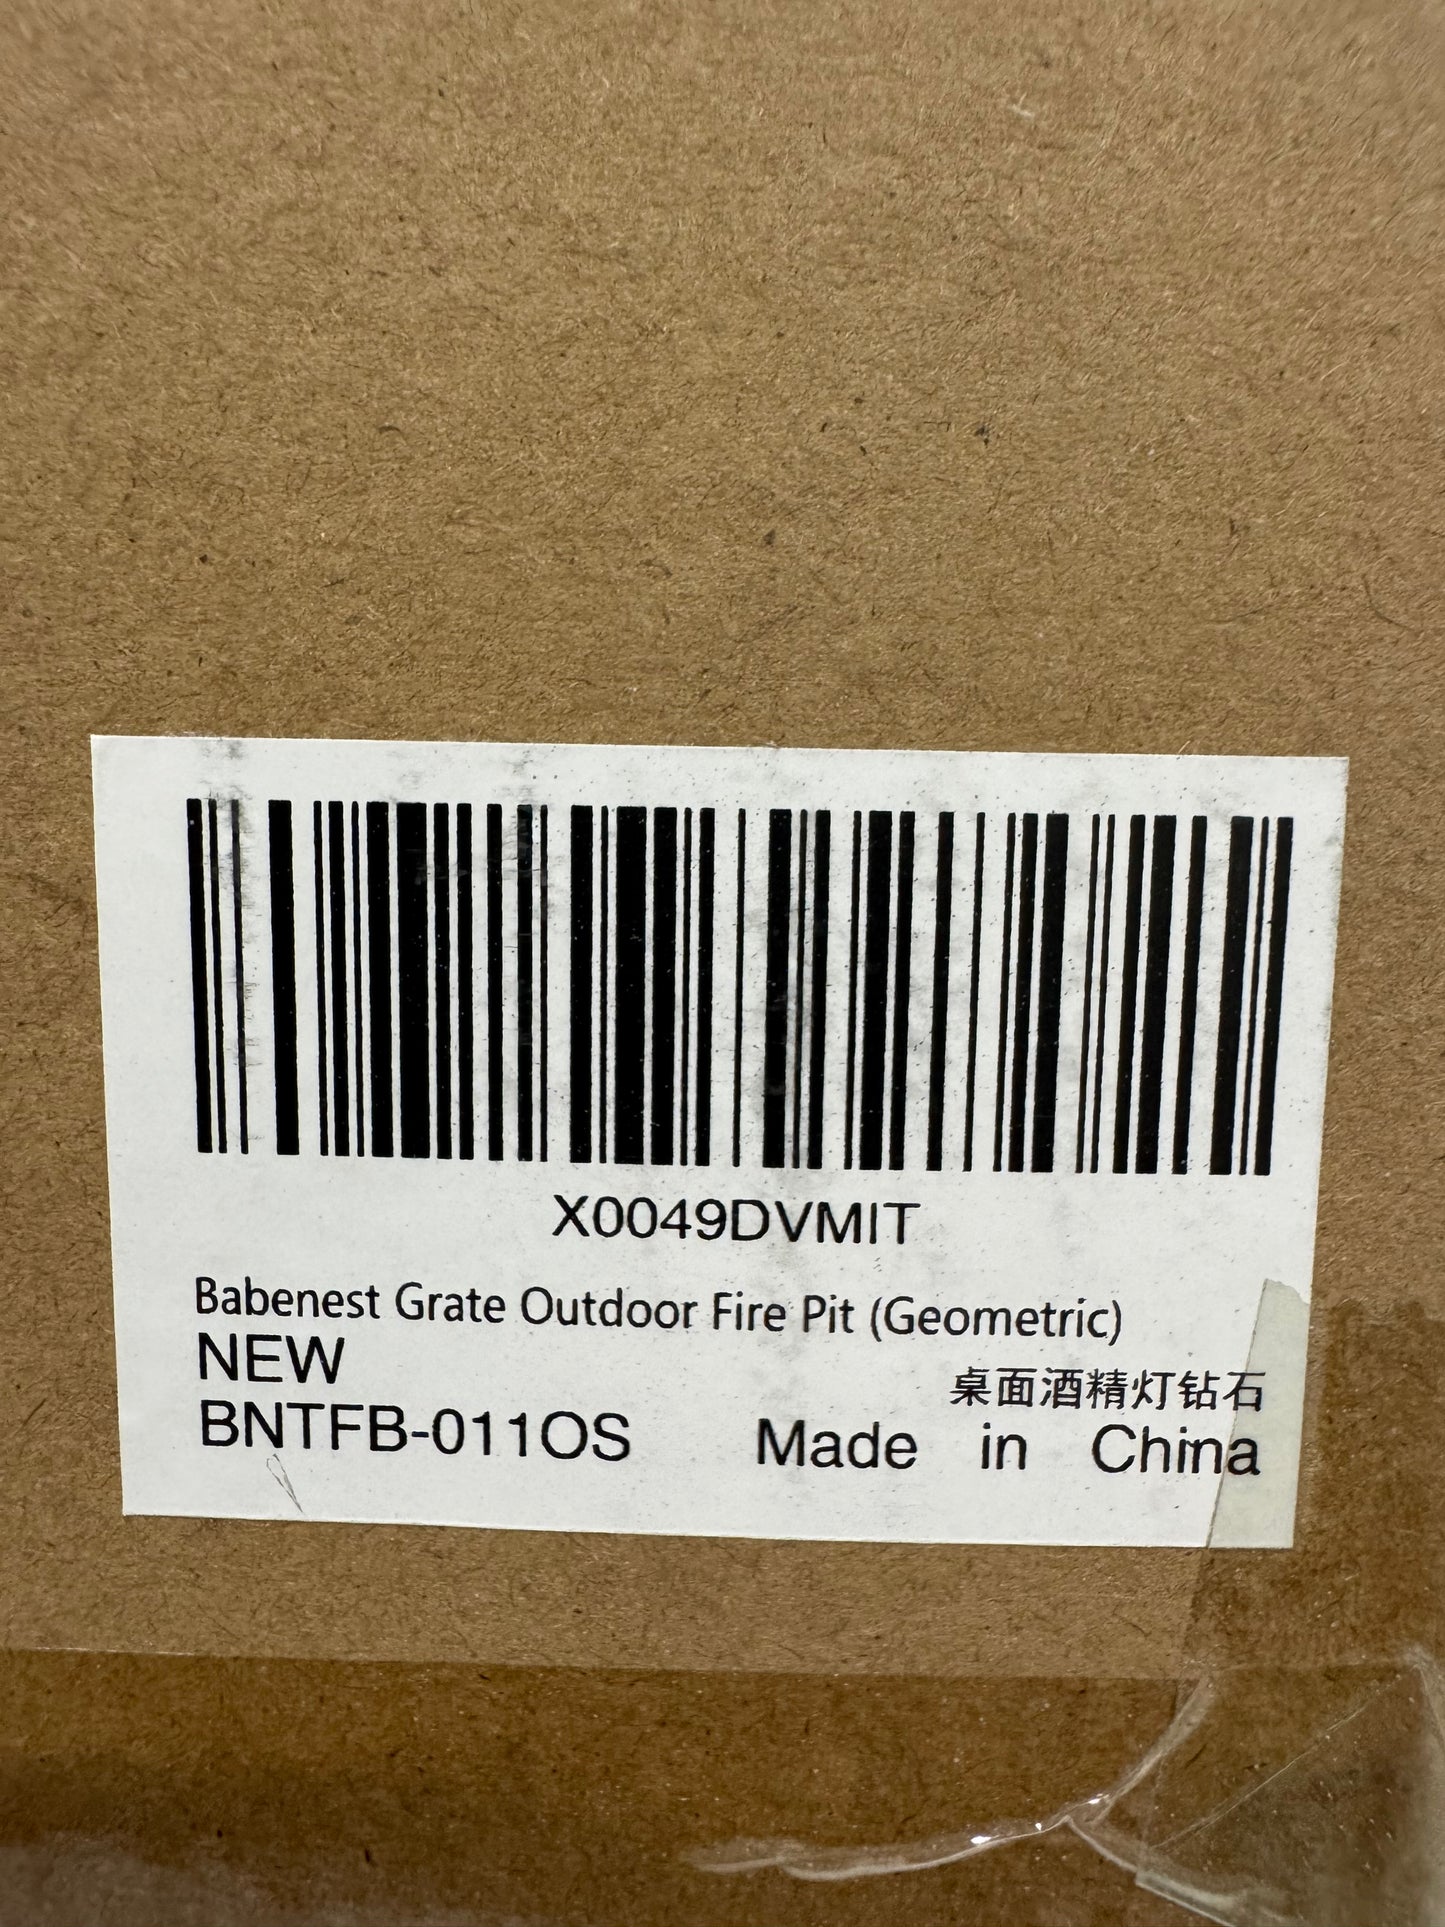 X0049DVMIT
Babenest Grate Outdoor Fire Pit (Geometric)
NEW
桌面酒精灯钻石
BNTFB-011OS Made in China